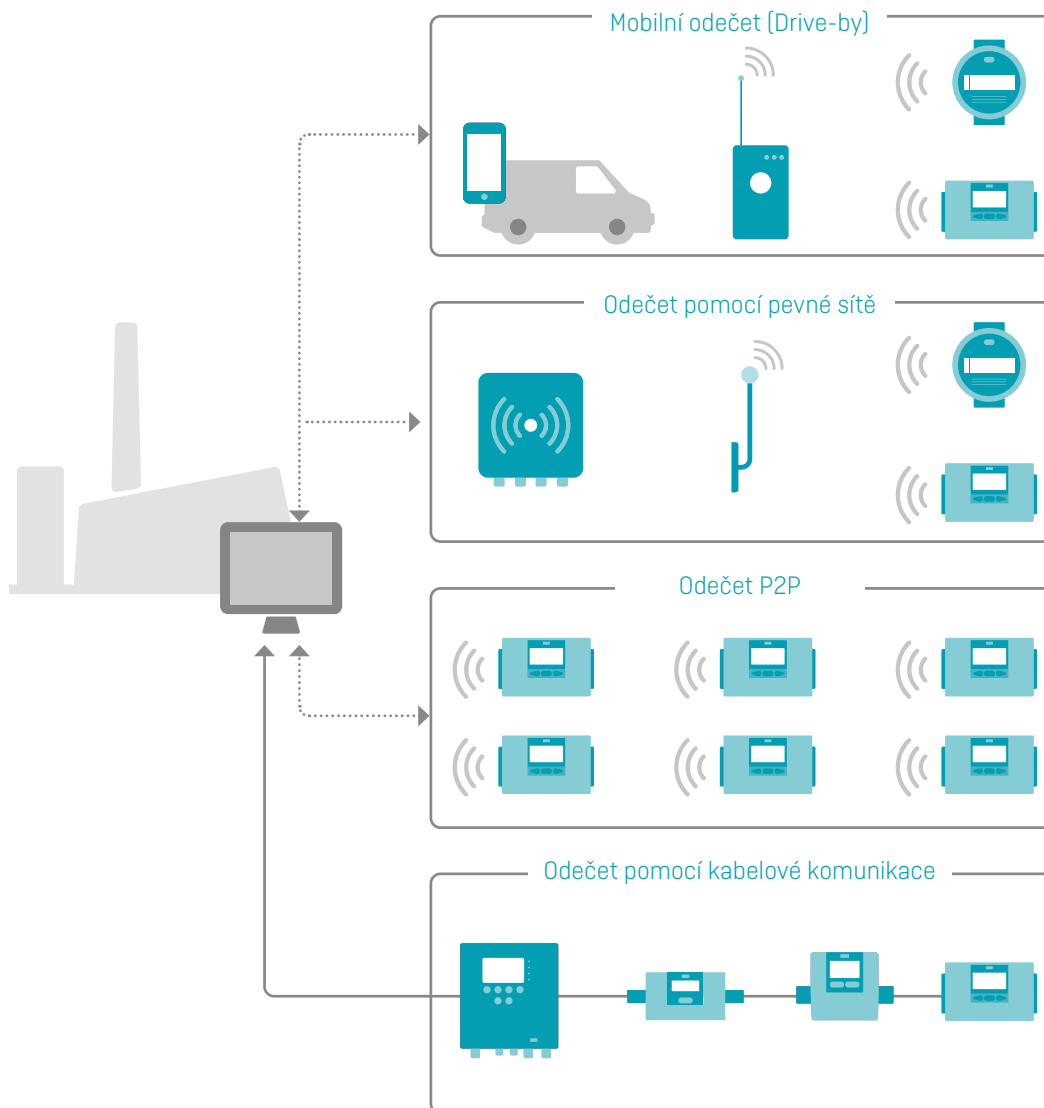 Mobilní odečet (Drive-by)
Odečet pomocí pevné sítě
Odečet P2P
Odečet pomocí kabelové komunikace